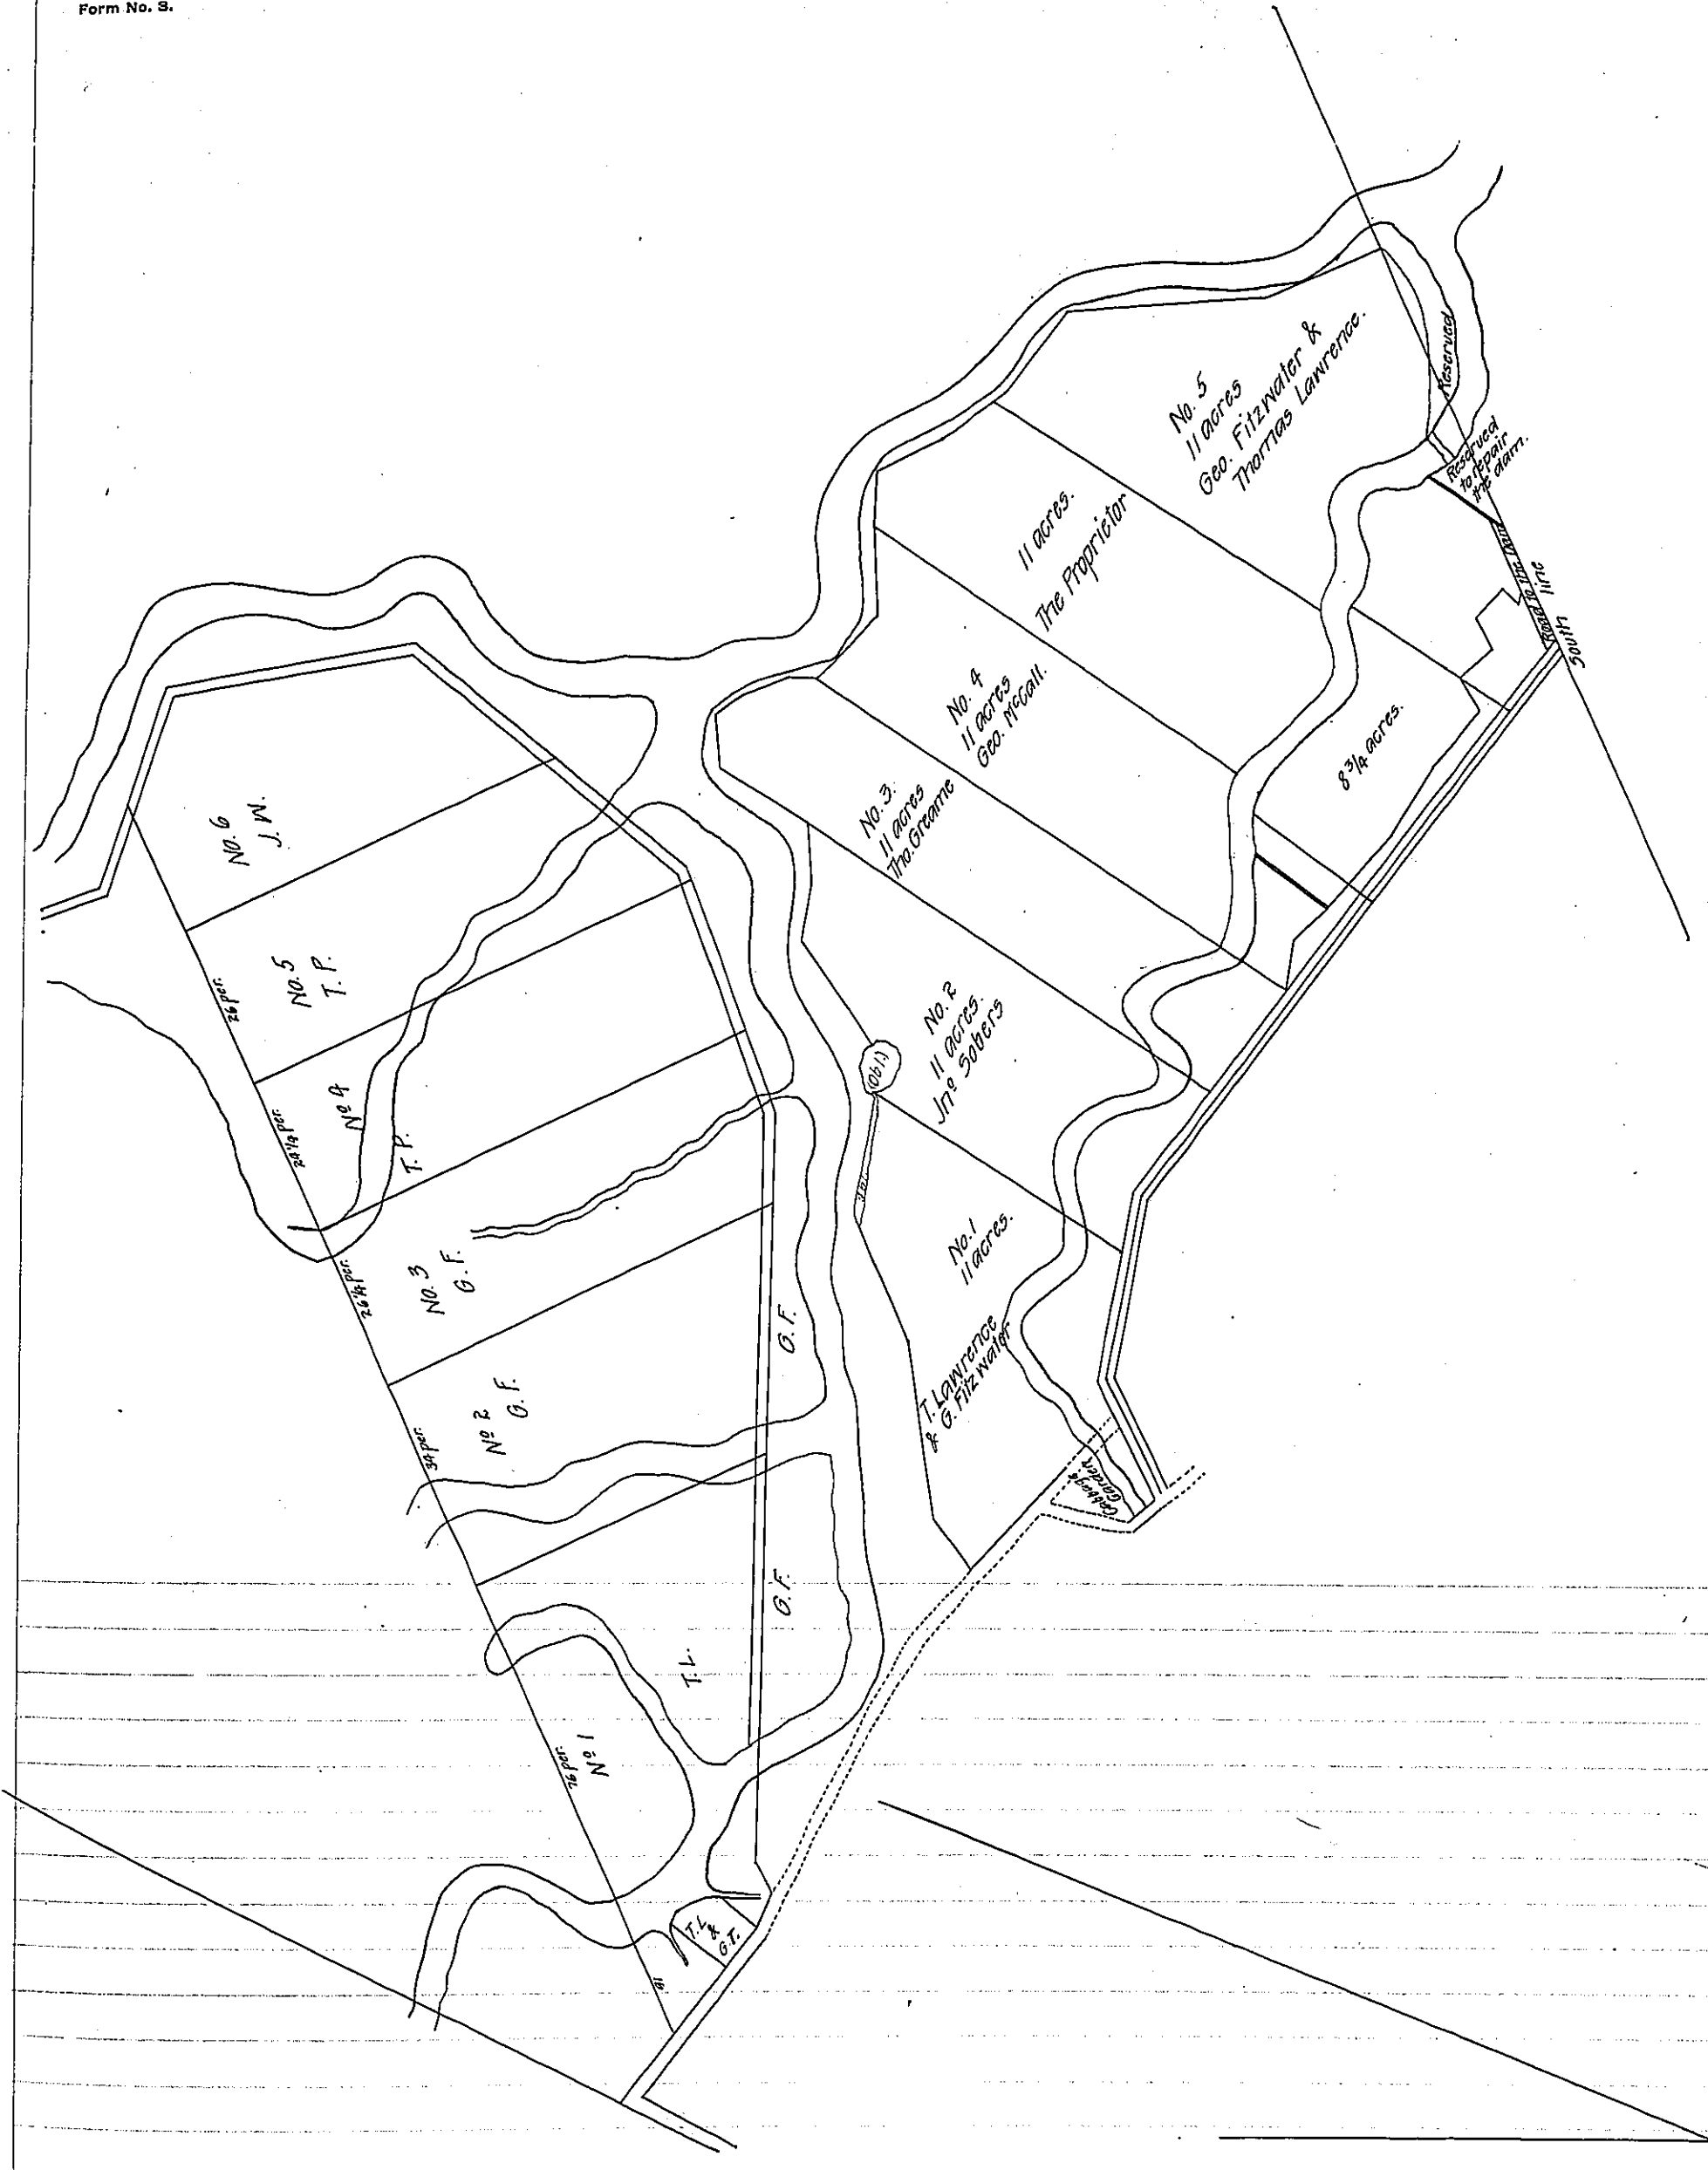 Form No. 3.
No. 6
J. W.
26 per.
No. 5
T. P.
24 1/4 per.
No 4
T. P.
26 1/4 per.
No. 3
G. F.
34 per.
No 2
G. F.
G. F.
G. F.
T. L.
76 per.
No 1
T. L
&
G. F.
No. 5
11 acres
Geo. Fitzwater &
Thomas Lawrence.
11 acres.
The Proprietor
No. 4
11 acres
Geo. McCall.
No. 3.
11 acres
Tho. Greame
No. 2
11 acres.
Jno Sobers
No. 1
11 acres.
T. Lawrence
& G. Fitzwater
Cabbage
Garden
8 3/4 acres.
Reserved
Reserved
to repair
the dam.
Road to the Dam
South line